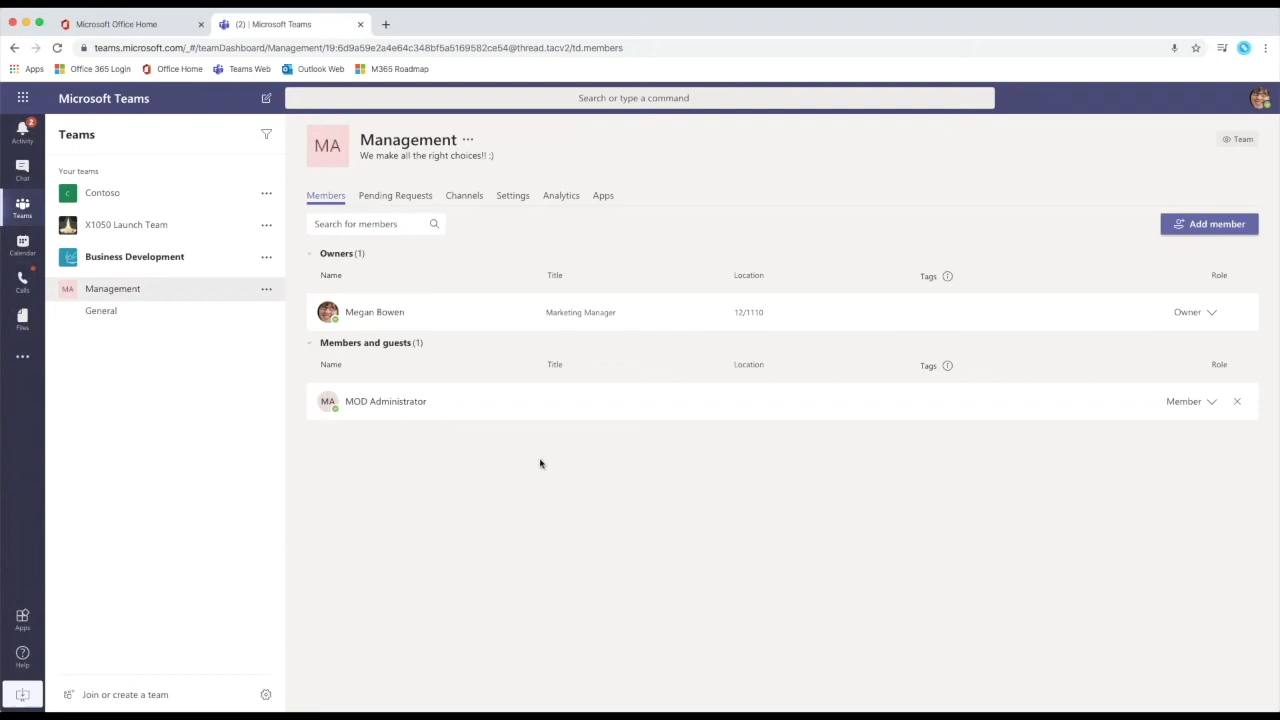 Microsoft Office Home
(2) | Microsoft Teams
teams.microsoft.com/_#/teamDashboard/Management/19:6d9a59e2a4e64c348bf5a5169582ce54@thread.tacv2/td.members
Apps Office 365 Login Office Home Teams Web Outlook Web M365 Roadmap
Microsoft Teams
Search or type a command
2
Activity
Chat
Teams
Calendar
Calls
Files
Apps
Help
Teams
Your teams
C Contoso
X1050 Launch Team
Business Development
MA Management
General
Join or create a team
MA
Management
We make all the right choices!! :)
Team
Members Pending Requests Channels Settings Analytics Apps
Search for members
Add member
Owners (1)
Name Title Location Tags Role
Megan Bowen Marketing Manager 12/1110 Owner
Members and guests (1)
Name Title Location Tags Role
MA MOD Administrator Member